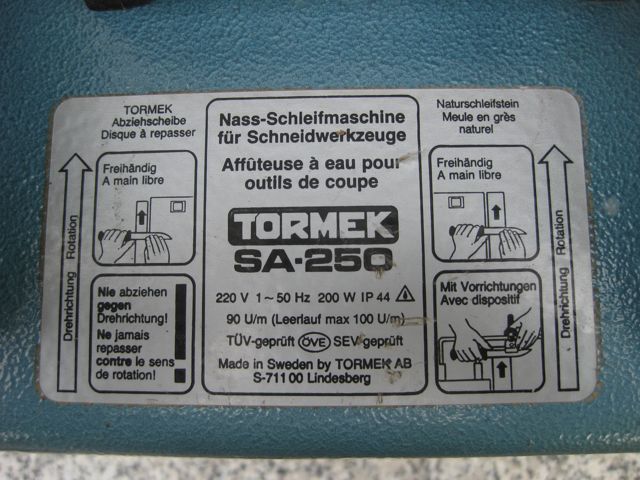 TORMEK
Abziehscheibe
Disque à repasser
Freihändig
A main libre
Drehrichtung Rotation
Nie abziehen
gegen
Drehrichtung!
Ne jamais
repasser
contre le sens
de rotation!
Nass-Schleifmaschine
für Schneidwerkzeuge
Affûteuse à eau pour
outils de coupe
TORMEK
SA-250
220 V 1~50 Hz 200 W IP 44
90 U/m (Leerlauf max 100 U/m)
TÜV-geprüft ÖVE SEV-geprüft
Made in Sweden by TORMEK AB
S-711 00 Lindesberg
Naturschleifstein
Meule en grès
naturel
Freihändig
A main libre
Mit Vorrichtungen
Avec dispositif
Drehrichtung Rotation